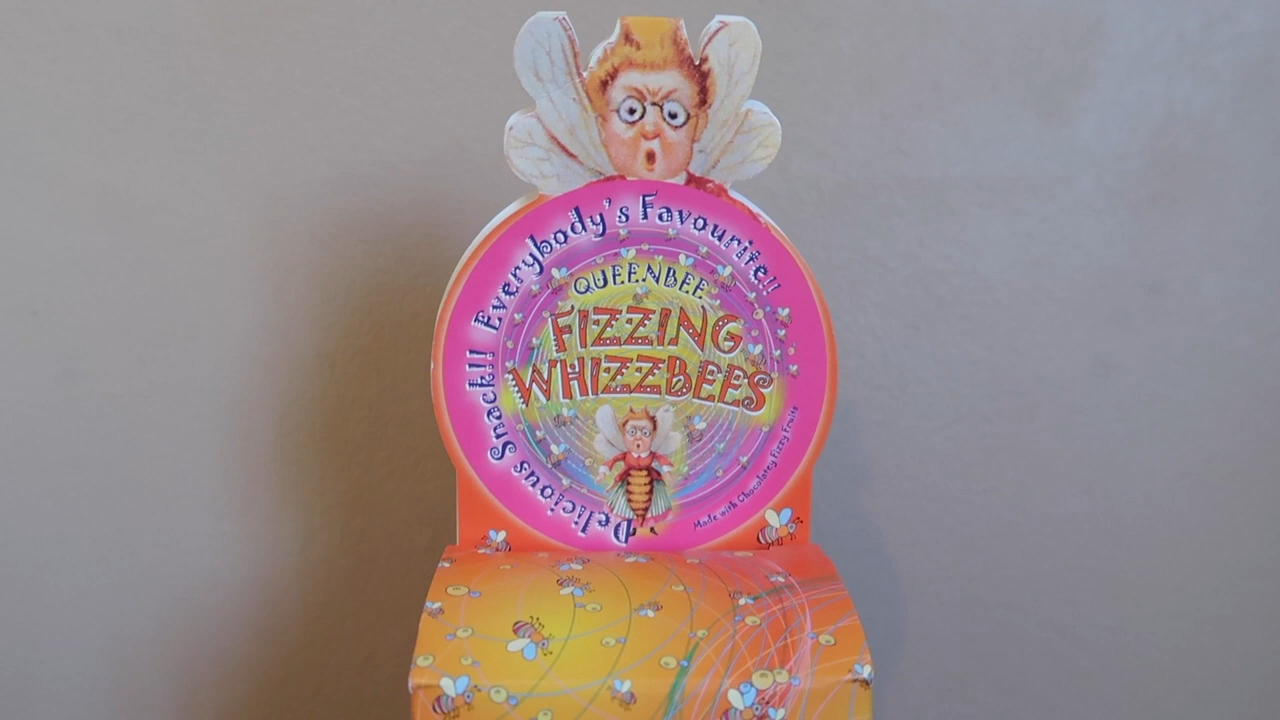 Delicious Snack!! Everybody's Favourite!!
QUEENBEE
FIZZING
WHIZZBEES
Made with Chocolatey Fizzy Fruits